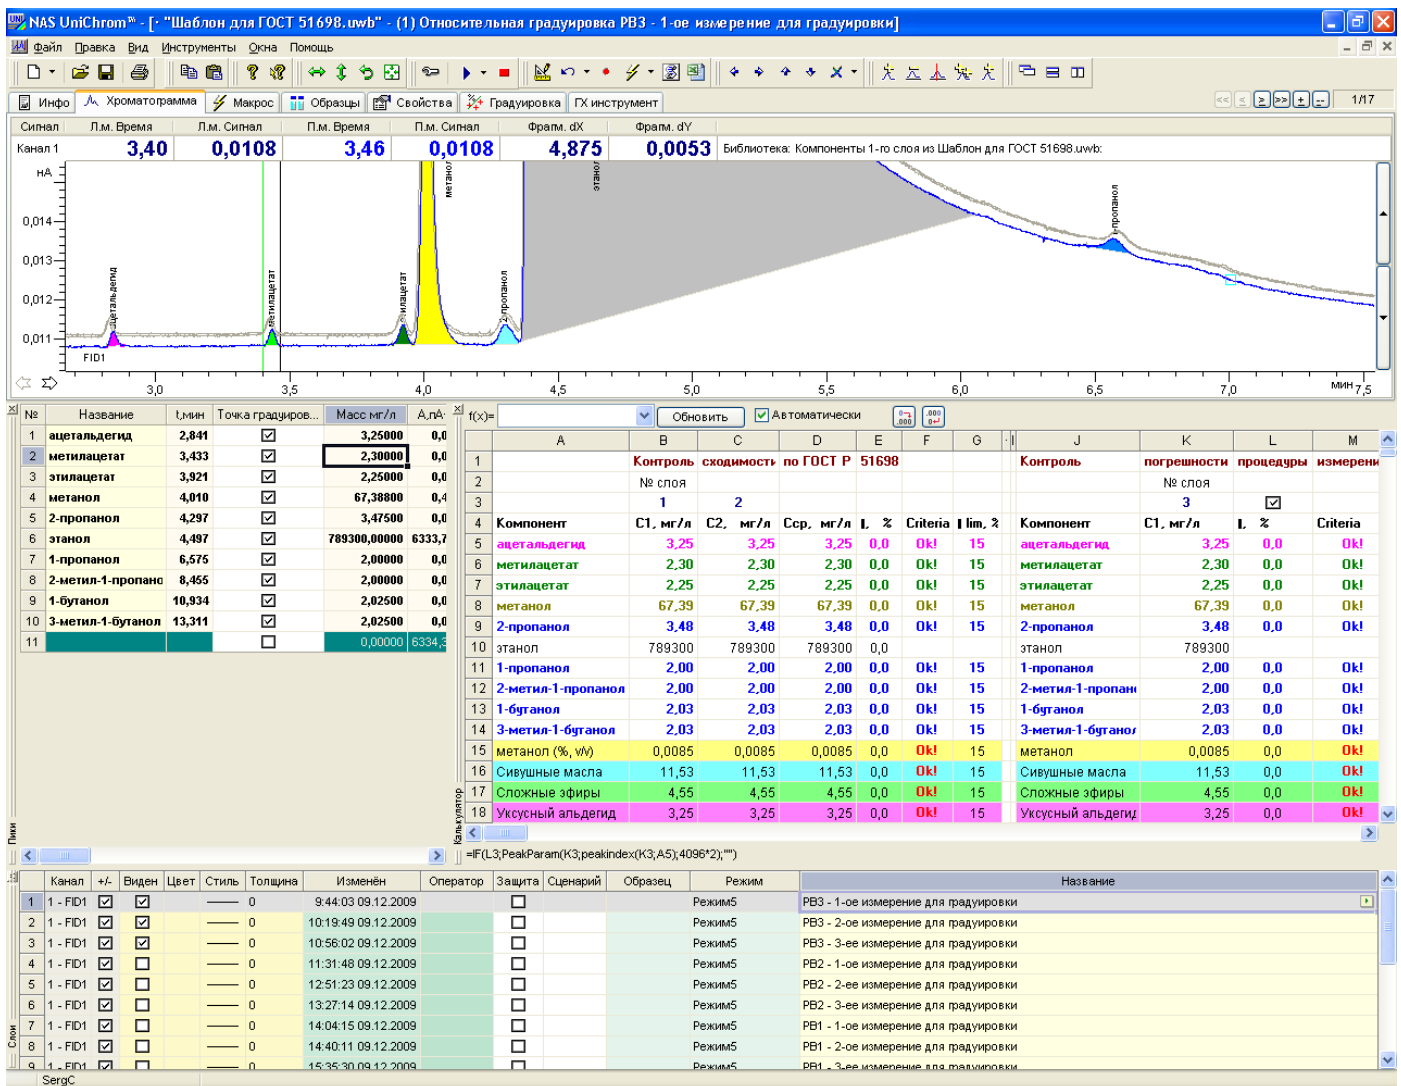 NAS UniChrom™ - [· "Шаблон для ГОСТ 51698.uwb" - (1) Относительная градуировка РВ3 - 1-ое измерение для градуировки]
Файл Правка Вид Инструменты Окна Помощь
Инфо Хроматограмма Макрос Образцы Свойства Градуировка ГХ инструмент 1/17
Сигнал Л.м. Время Л.м. Сигнал П.м. Время П.м. Сигнал Фрагм. dX Фрагм. dY
Канал 1 3,40 0,0108 3,46 0,0108 4,875 0,0053 Библиотека: Компоненты 1-го слоя из Шаблон для ГОСТ 51698.uwb:
нА
0,014
0,013
0,012
0,011
FID1
метанол
этанол
2-пропанол
3,0 3,5 4,0 4,5 5,0 5,5 6,0 6,5 7,0 мин 7,5
№ Название t,мин Точка градуиров... Масс мг/л
1 ацетальдегид 2,841 3,25000 0,0
2 метилацетат 3,433 2,30000 0,0
3 этилацетат 3,921 2,25000 0,0
4 метанол 4,010 67,38800 0,4
5 2-пропанол 4,297 3,47500 0,0
6 этанол 4,497 789300,00000 6333,7
7 1-пропанол 6,575 2,00000 0,0
8 2-метил-1-пропано 8,455 2,00000 0,0
9 1-бутанол 10,934 2,02500 0,0
10 3-метил-1-бутанол 13,311 2,02500 0,0
11 0,00000 6334,3
Пики
f(x)= Обновить Автоматически
A B C D E F G J K L M
1 Контроль сходимости по ГОСТ Р 51698 Контроль погрешности процедуры измерени
2 № слоя № слоя
3 1 2 3
4 Компонент С1, мг/л С2, мг/л Сср, мг/л l, % Criteria l lim, % Компонент С1, мг/л l, % Criteria
5 ацетальдегид 3,25 3,25 3,25 0,0 Ok! 15 ацетальдегид 3,25 0,0 Ok!
6 метилацетат 2,30 2,30 2,30 0,0 Ok! 15 метилацетат 2,30 0,0 Ok!
7 этилацетат 2,25 2,25 2,25 0,0 Ok! 15 этилацетат 2,25 0,0 Ok!
8 метанол 67,39 67,39 67,39 0,0 Ok! 15 метанол 67,39 0,0 Ok!
9 2-пропанол 3,48 3,48 3,48 0,0 Ok! 15 2-пропанол 3,48 0,0 Ok!
10 этанол 789300 789300 789300 0,0 этанол 789300
11 1-пропанол 2,00 2,00 2,00 0,0 Ok! 15 1-пропанол 2,00 0,0 Ok!
12 2-метил-1-пропанол 2,00 2,00 2,00 0,0 Ok! 15 2-метил-1-пропан 2,00 0,0 Ok!
13 1-бутанол 2,03 2,03 2,03 0,0 Ok! 15 1-бутанол 2,03 0,0 Ok!
14 3-метил-1-бутанол 2,03 2,03 2,03 0,0 Ok! 15 3-метил-1-бутанол 2,03 0,0 Ok!
15 метанол (%, v/v) 0,0085 0,0085 0,0085 0,0 Ok! 15 метанол 0,0085 0,0 Ok!
16 Сивушные масла 11,53 11,53 11,53 0,0 Ok! 15 Сивушные масла 11,53 0,0 Ok!
17 Сложные эфиры 4,55 4,55 4,55 0,0 Ok! 15 Сложные эфиры 4,55 0,0 Ok!
18 Уксусный альдегид 3,25 3,25 3,25 0,0 Ok! 15 Уксусный альдегид 3,25 0,0 Ok!
Калькулятор
=IF(L3;PeakParam(K3;peakindex(K3;A5);4096*2);"")
Канал +/- Виден Цвет Стиль Толщина Изменён Оператор Защита Сценарий Образец Режим Название
1 1 - FID1 0 9:44:03 09.12.2009 Режим5 РВ3 - 1-ое измерение для градуировки
2 1 - FID1 0 10:19:49 09.12.2009 Режим5 РВ3 - 2-ое измерение для градуировки
3 1 - FID1 0 10:56:02 09.12.2009 Режим5 РВ3 - 3-ее измерение для градуировки
4 1 - FID1 0 11:31:48 09.12.2009 Режим5 РВ2 - 1-ое измерение для градуировки
5 1 - FID1 0 12:51:23 09.12.2009 Режим5 РВ2 - 2-ое измерение для градуировки
6 1 - FID1 0 13:27:14 09.12.2009 Режим5 РВ2 - 3-ее измерение для градуировки
7 1 - FID1 0 14:04:15 09.12.2009 Режим5 РВ1 - 1-ое измерение для градуировки
8 1 - FID1 0 14:40:11 09.12.2009 Режим5 РВ1 - 2-ое измерение для градуировки
9 1 - FID1 0 15:35:30 09.12.2009 Режим5 РВ1 - 3-ее измерение для градуировки
Слои
SergC